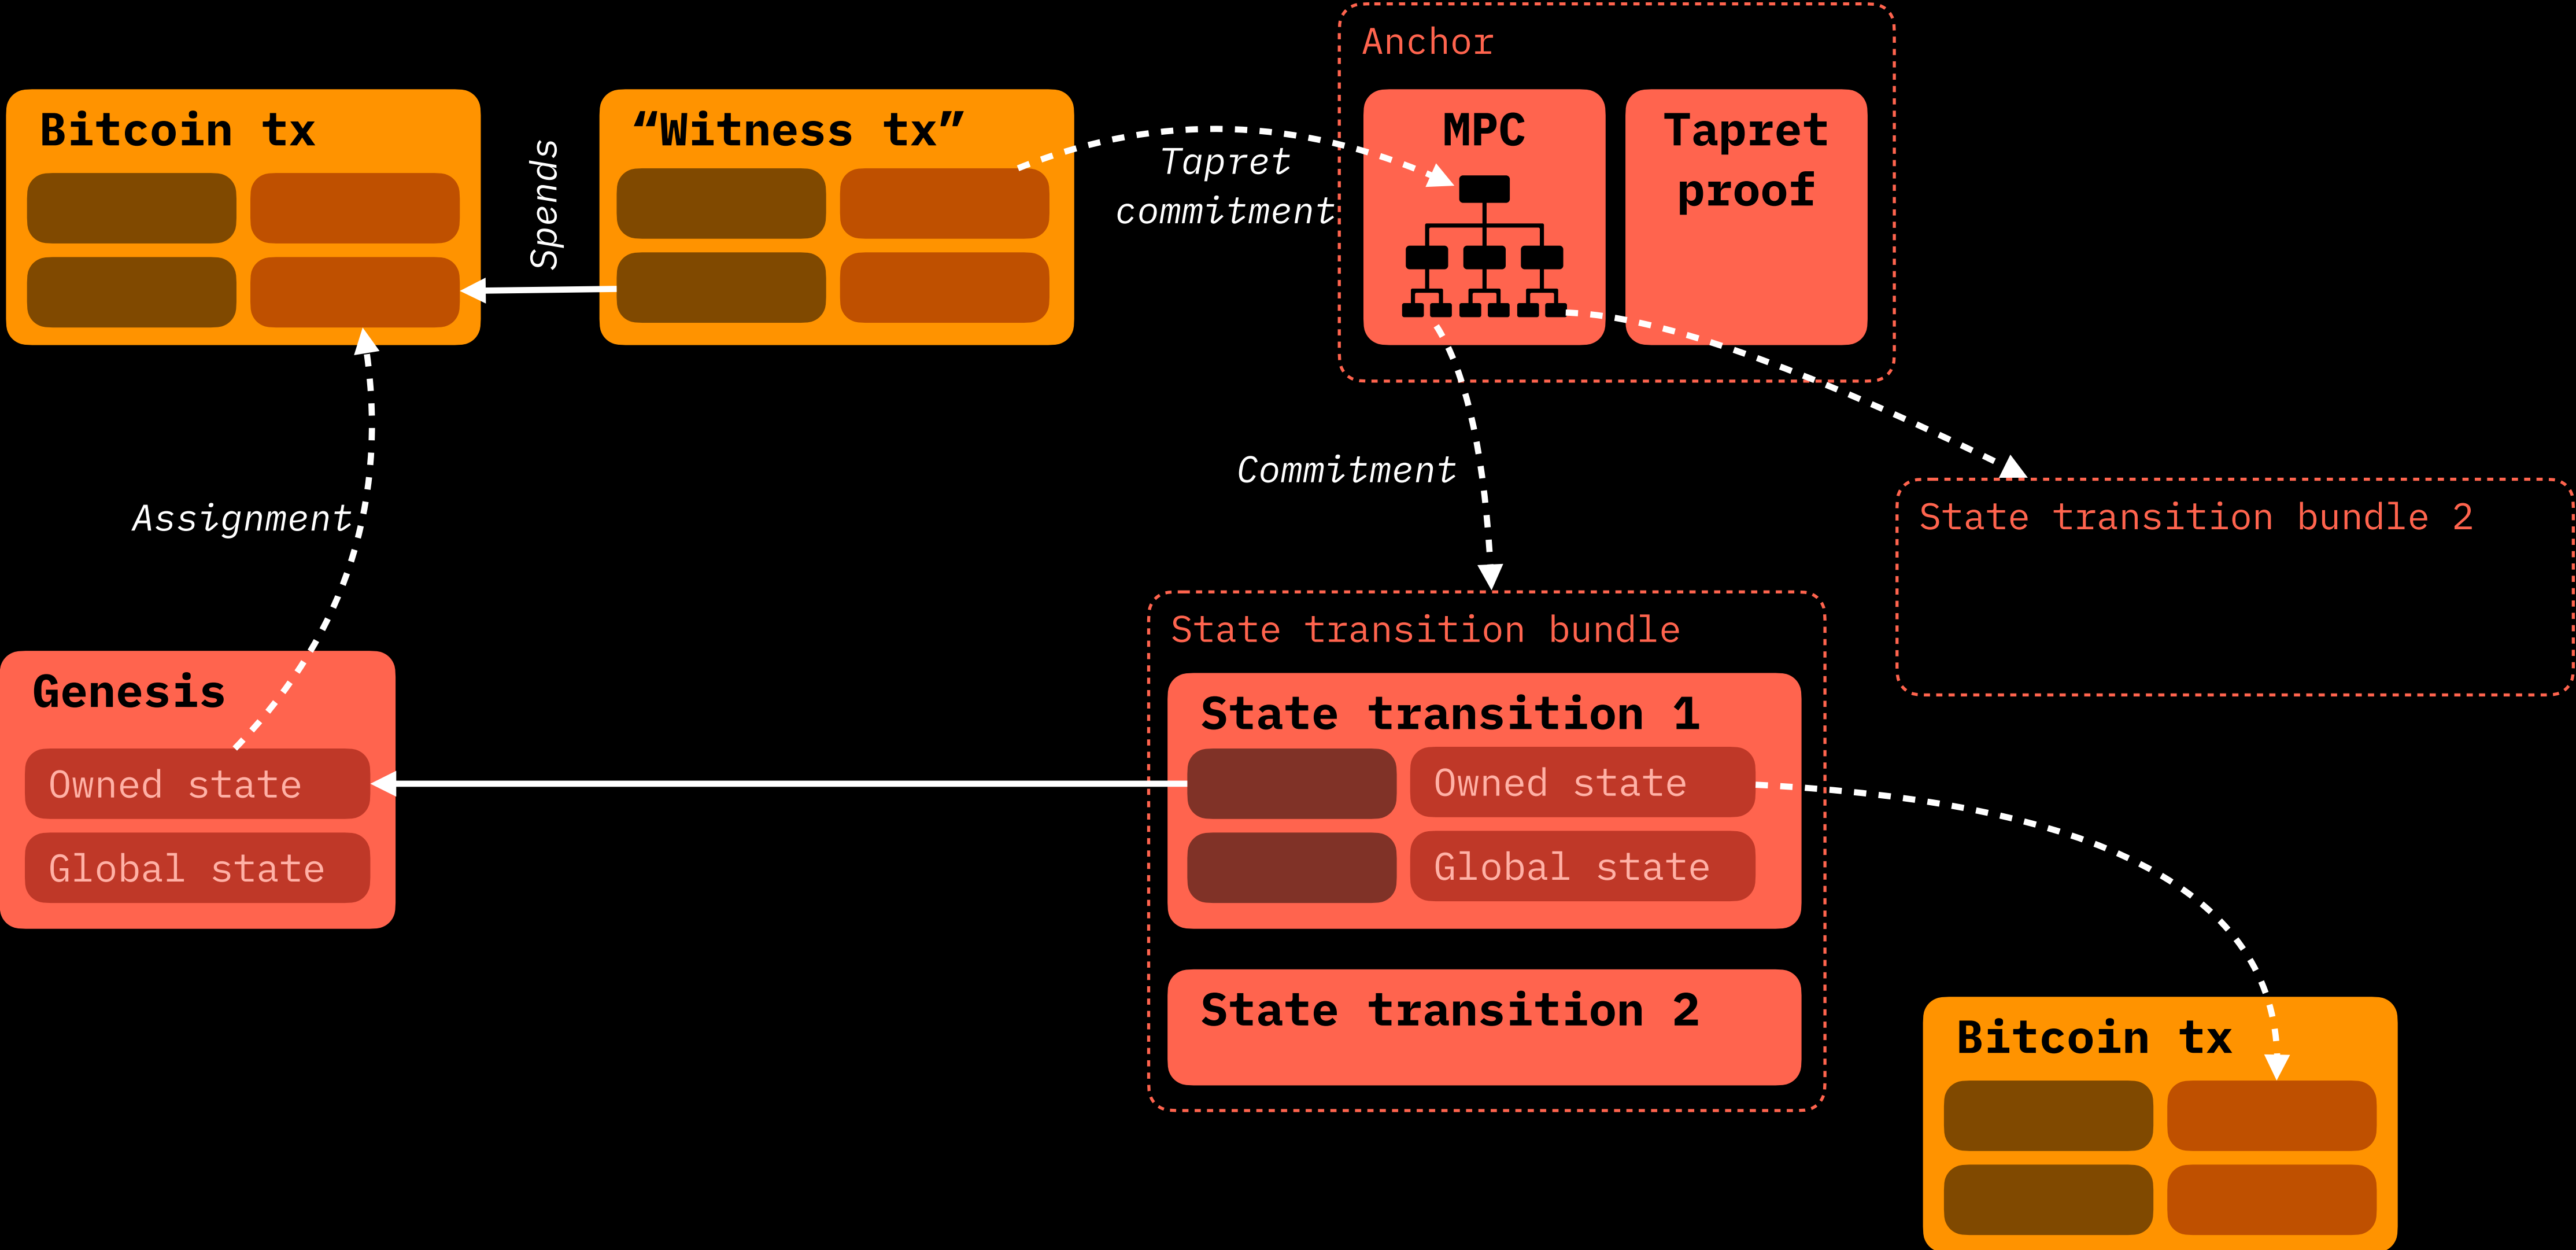 Anchor
Bitcoin tx
“Witness tx”
Spends
Tapret
commitment
MPC
Tapret
proof
Assignment
Commitment
State transition bundle 2
State transition bundle
Genesis
Owned state
Global state
State transition 1
Owned state
Global state
State transition 2
Bitcoin tx